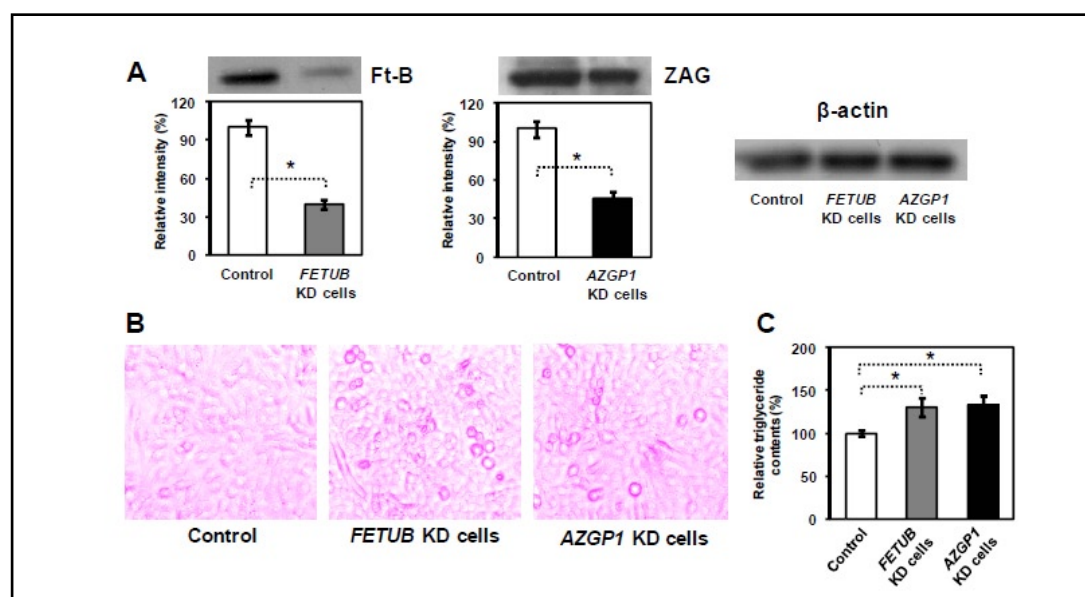 A
Ft-B
Relative intensity (%)
120
90
60
30
0
*
Control
FETUB
KD cells
ZAG
Relative intensity (%)
120
90
60
30
0
*
Control
AZGP1
KD cells
β-actin
Control
FETUB
KD cells
AZGP1
KD cells
B
Control
FETUB KD cells
AZGP1 KD cells
C
Relative triglyceride
contents (%)
200
150
100
50
0
*
*
Control
FETUB
KD cells
AZGP1
KD cells